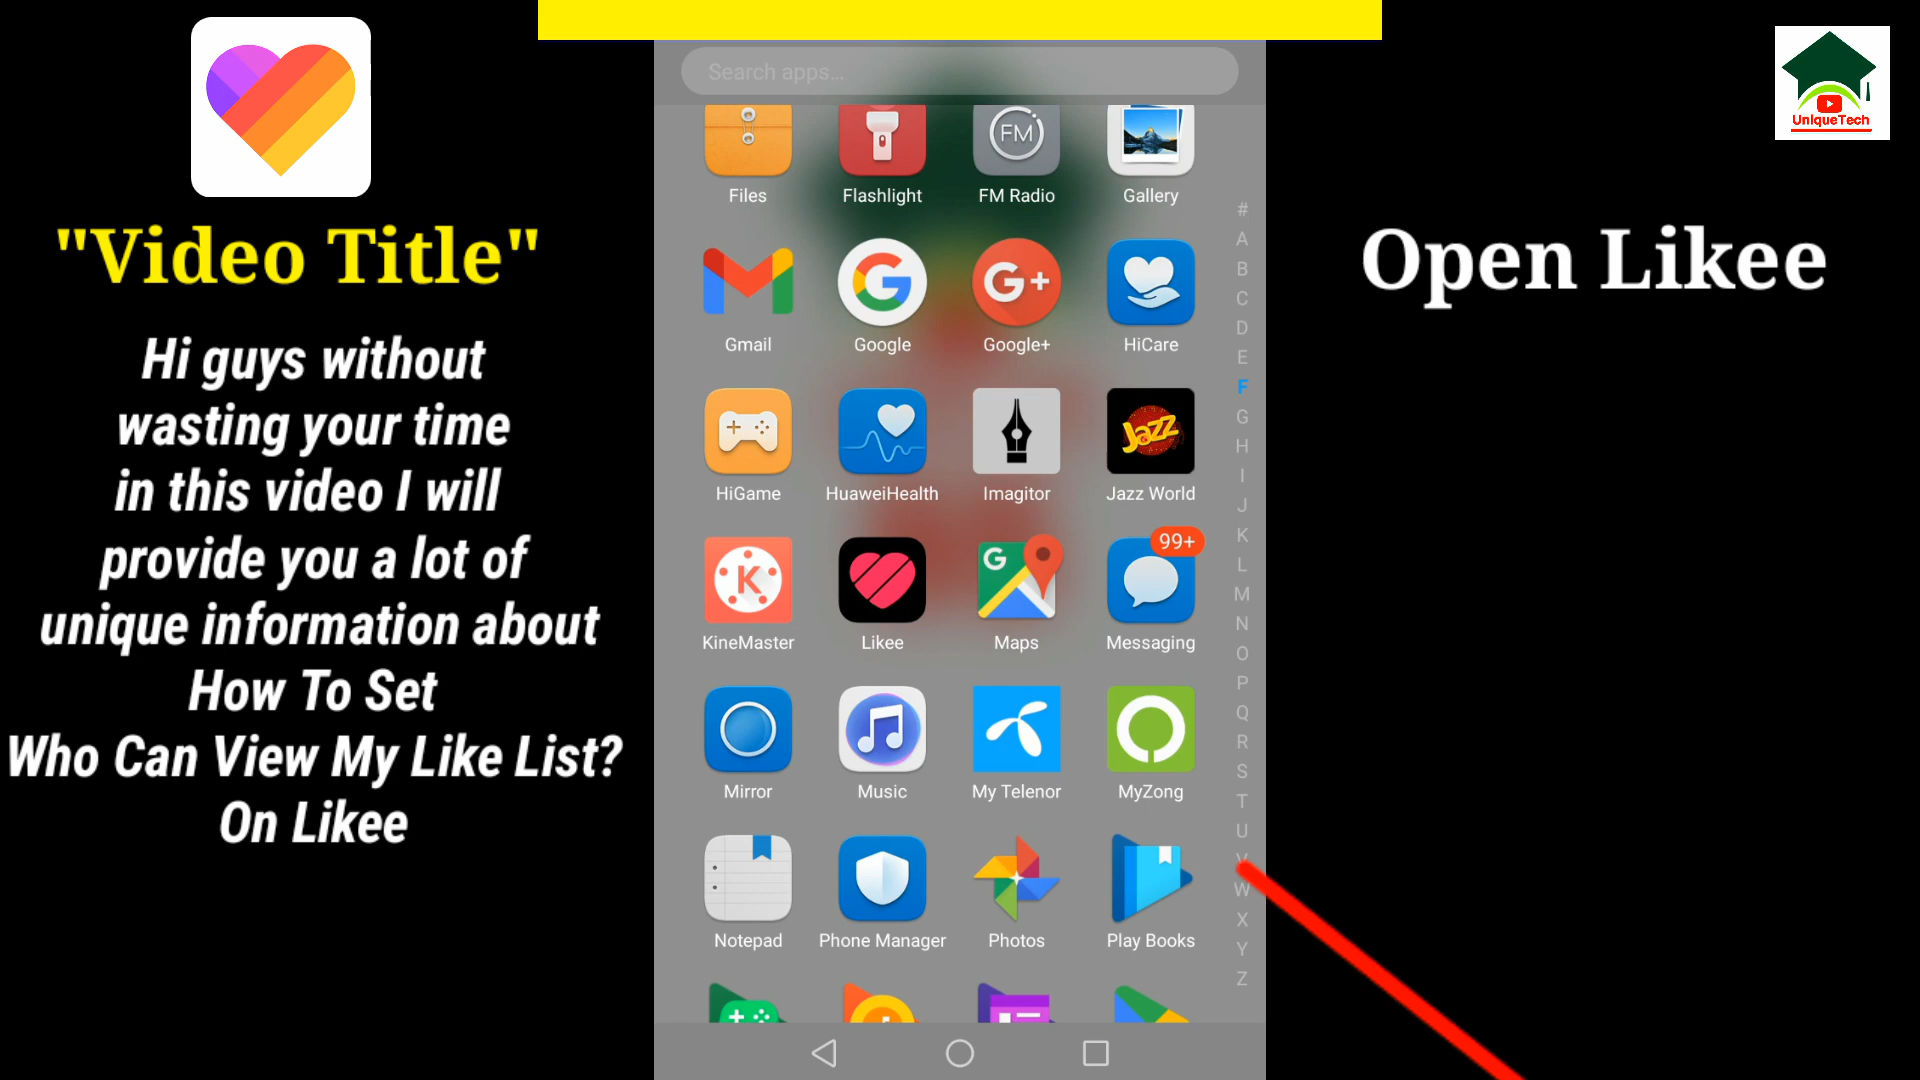 "Video Title"
Hi guys without
wasting your time
in this video I will
provide you a lot of
unique information about
How To Set
Who Can View My Like List?
On Likee
Search apps...
Files Flashlight FM Radio Gallery
FM
Gmail Google Google+ HiCare
G+
HiGame HuaweiHealth Imagitor Jazz World
Jazz
KineMaster Likee Maps Messaging
K
G
99+
Mirror Music My Telenor MyZong
Notepad Phone Manager Photos Play Books
#
A
B
C
D
E
F
G
H
I
J
K
L
M
N
O
P
Q
R
S
T
U
V
W
X
Y
Z
Open Likee
UniqueTech